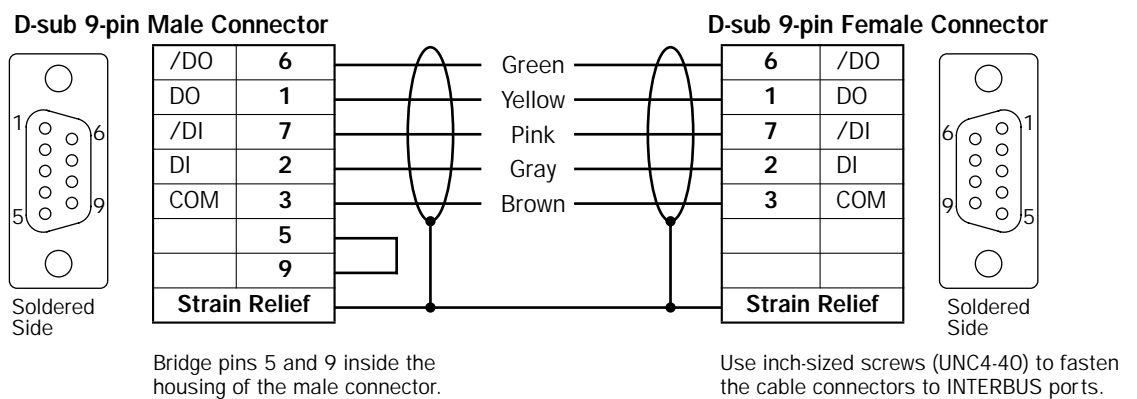 D-sub 9-pin Male Connector
D-sub 9-pin Female Connector
/DO 6 Green 6 /DO
DO 1 Yellow 1 DO
/DI 7 Pink 7 /DI
DI 2 Gray 2 DI
COM 3 Brown 3 COM
5
9
Strain Relief
Strain Relief
1
6
5
9
Soldered
Side
6
1
9
5
Soldered
Side
Bridge pins 5 and 9 inside the
housing of the male connector.
Use inch-sized screws (UNC4-40) to fasten
the cable connectors to INTERBUS ports.